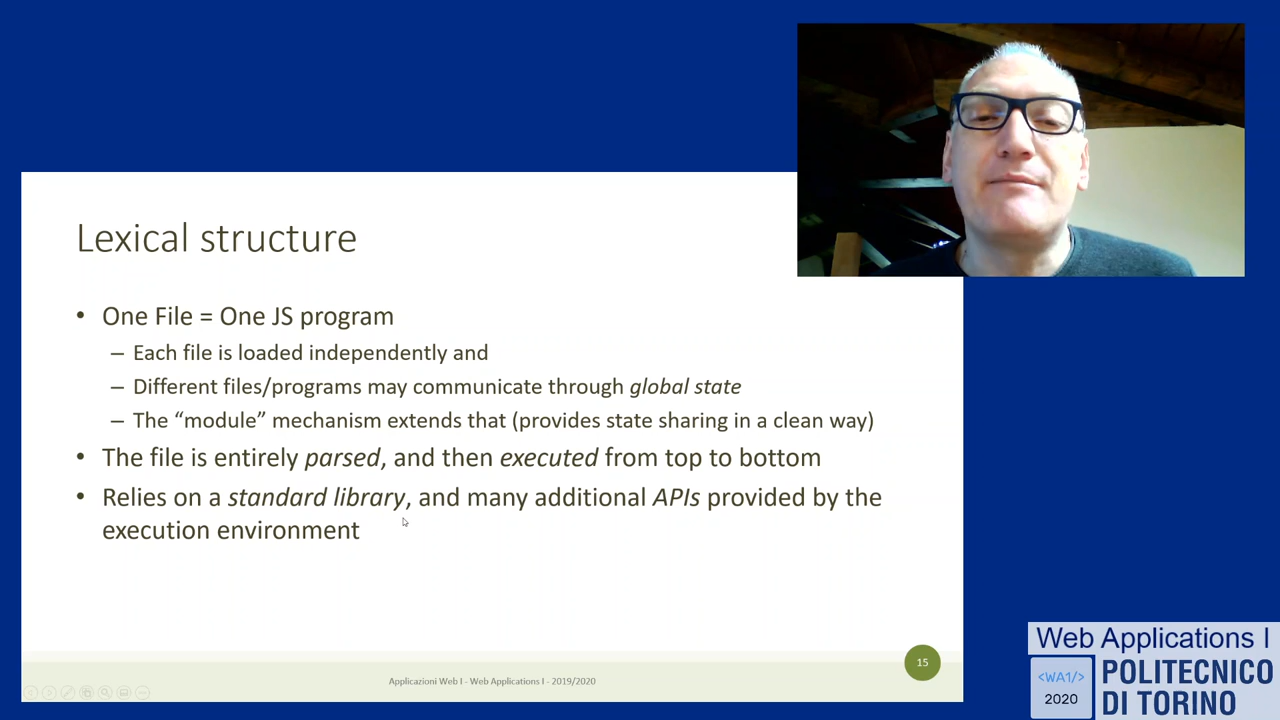 Lexical structure
• One File = One JS program
– Each file is loaded independently and
– Different files/programs may communicate through global state
– The “module” mechanism extends that (provides state sharing in a clean way)
• The file is entirely parsed, and then executed from top to bottom
• Relies on a standard library, and many additional APIs provided by the
execution environment
15
Applicazioni Web I - Web Applications I - 2019/2020
Web Applications I
<WA1/>
2020
POLITECNICO
DI TORINO